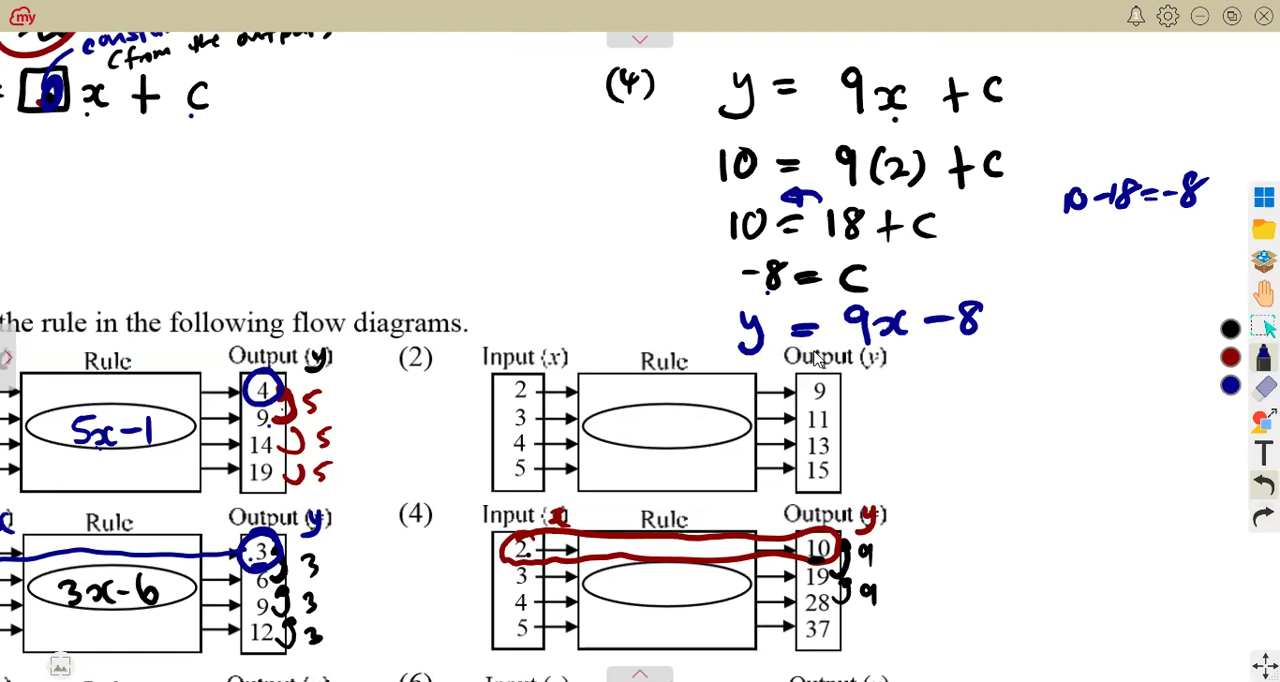 my
const
(from the output
= x + c
(4) y = 9x + c
10 = 9(2) + c
10 - 18 = -8
10 = 18 + c
-8 = c
y = 9x - 8
the rule in the following flow diagrams.
Rule Output (y) y
4 5
9 5
14 5
19
5x-1
(2) Input (x) Rule Output (y)
2 9
3 11
4 13
5 15
x Rule Output y
3 3
6 3
9 3
12
3x-6
(4) Input (x) x Rule Output (y) y
2 10 9
3 19 9
4 28
5 37
(6)
T